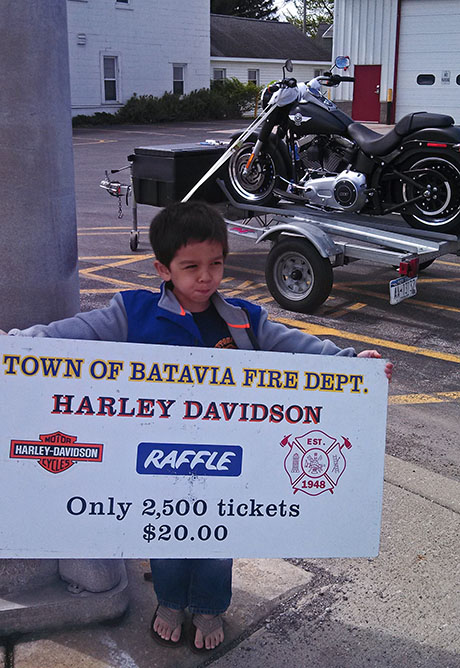 TOWN OF BATAVIA FIRE DEPT.
HARLEY DAVIDSON
MOTOR
HARLEY-DAVIDSON
CYCLES
RAFFLE
EST.
1948
Only 2,500 tickets
$20.00